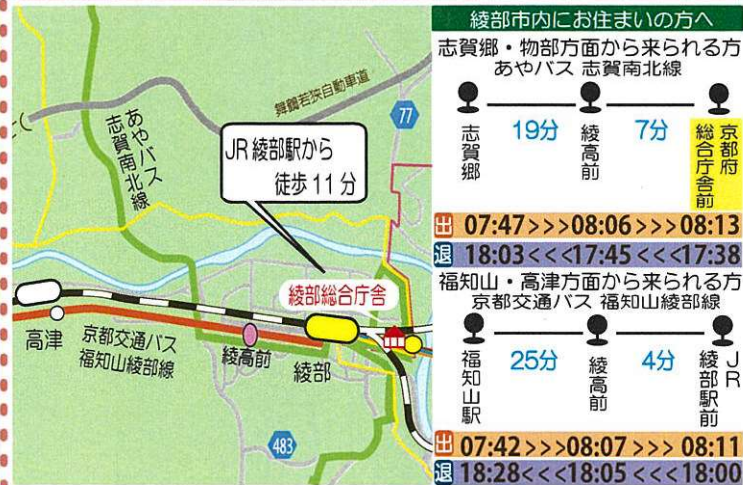 舞鶴若狭自動車道
77
あやバス
志賀南北線
JR綾部駅から
徒歩11分
綾部総合庁舎
高津
京都交通バス
福知山綾部線
綾高前
綾部
483
綾部市内にお住まいの方へ
志賀郷・物部方面から来られる方
あやバス 志賀南北線
19分
7分
志賀郷
綾高前
京都府
総合庁舎前
出 07:47>>>08:06>>>08:13
退 18:03<<<17:45<<<17:38
福知山・高津方面から来られる方
京都交通バス 福知山綾部線
25分
4分
福知山駅
綾高前
JR
綾部駅前
出 07:42>>>08:07>>>08:11
退 18:28<<<18:05<<<18:00